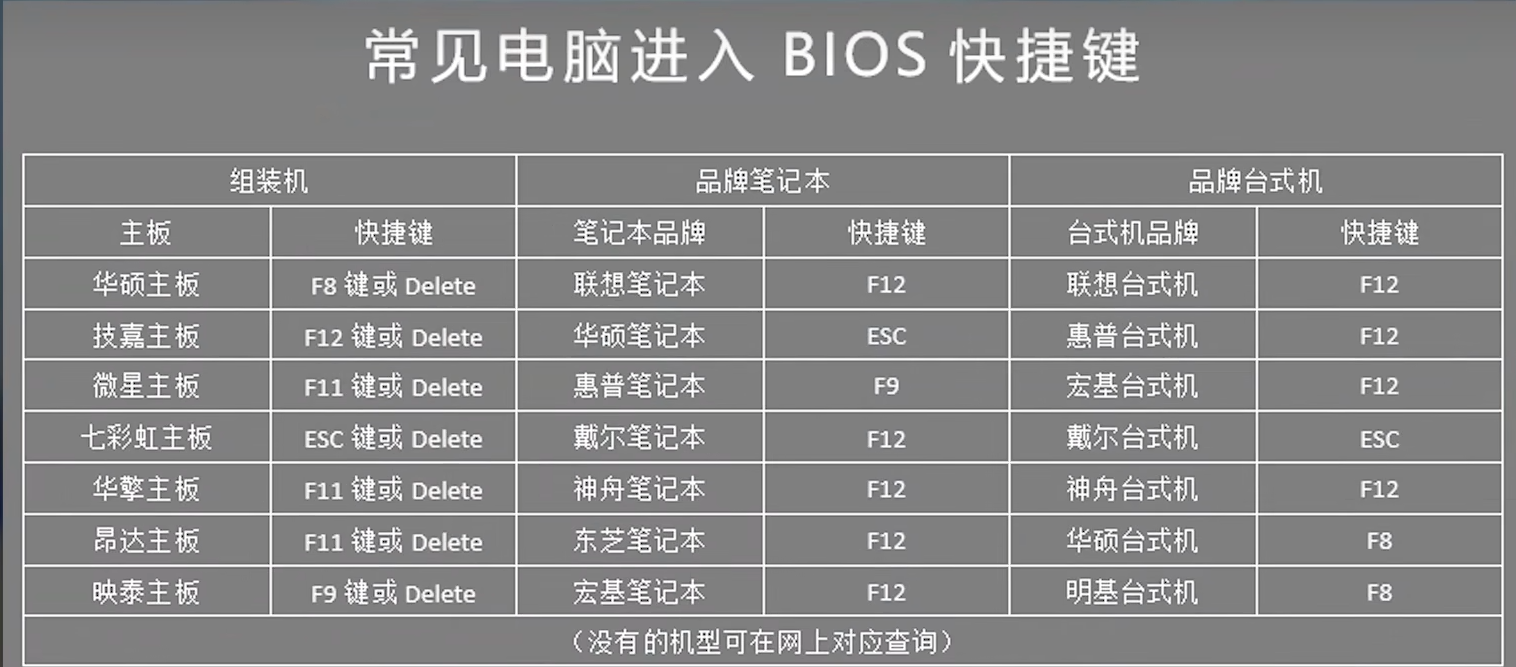 常见电脑进入 BIOS 快捷键
组装机 品牌笔记本 品牌台式机
主板 快捷键 笔记本品牌 快捷键 台式机品牌 快捷键
华硕主板 F8 键或 Delete 联想笔记本 F12 联想台式机 F12
技嘉主板 F12 键或 Delete 华硕笔记本 ESC 惠普台式机 F12
微星主板 F11 键或 Delete 惠普笔记本 F9 宏基台式机 F12
七彩虹主板 ESC 键或 Delete 戴尔笔记本 F12 戴尔台式机 ESC
华擎主板 F11 键或 Delete 神舟笔记本 F12 神舟台式机 F12
昂达主板 F11 键或 Delete 东芝笔记本 F12 华硕台式机 F8
映泰主板 F9 键或 Delete 宏基笔记本 F12 明基台式机 F8
（没有的机型可在网上对应查询）